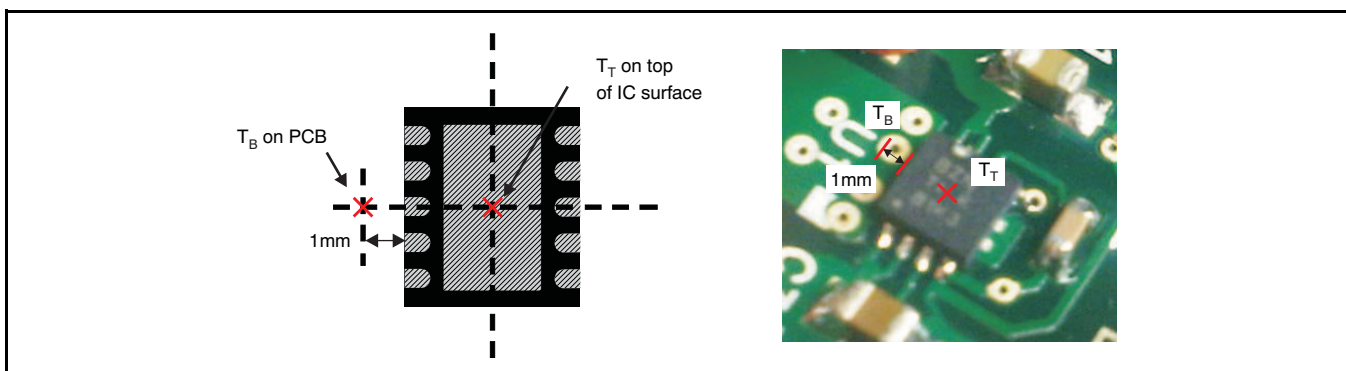 T_T on top
of IC surface
T_B on PCB
1mm
T_B
1mm
T_T